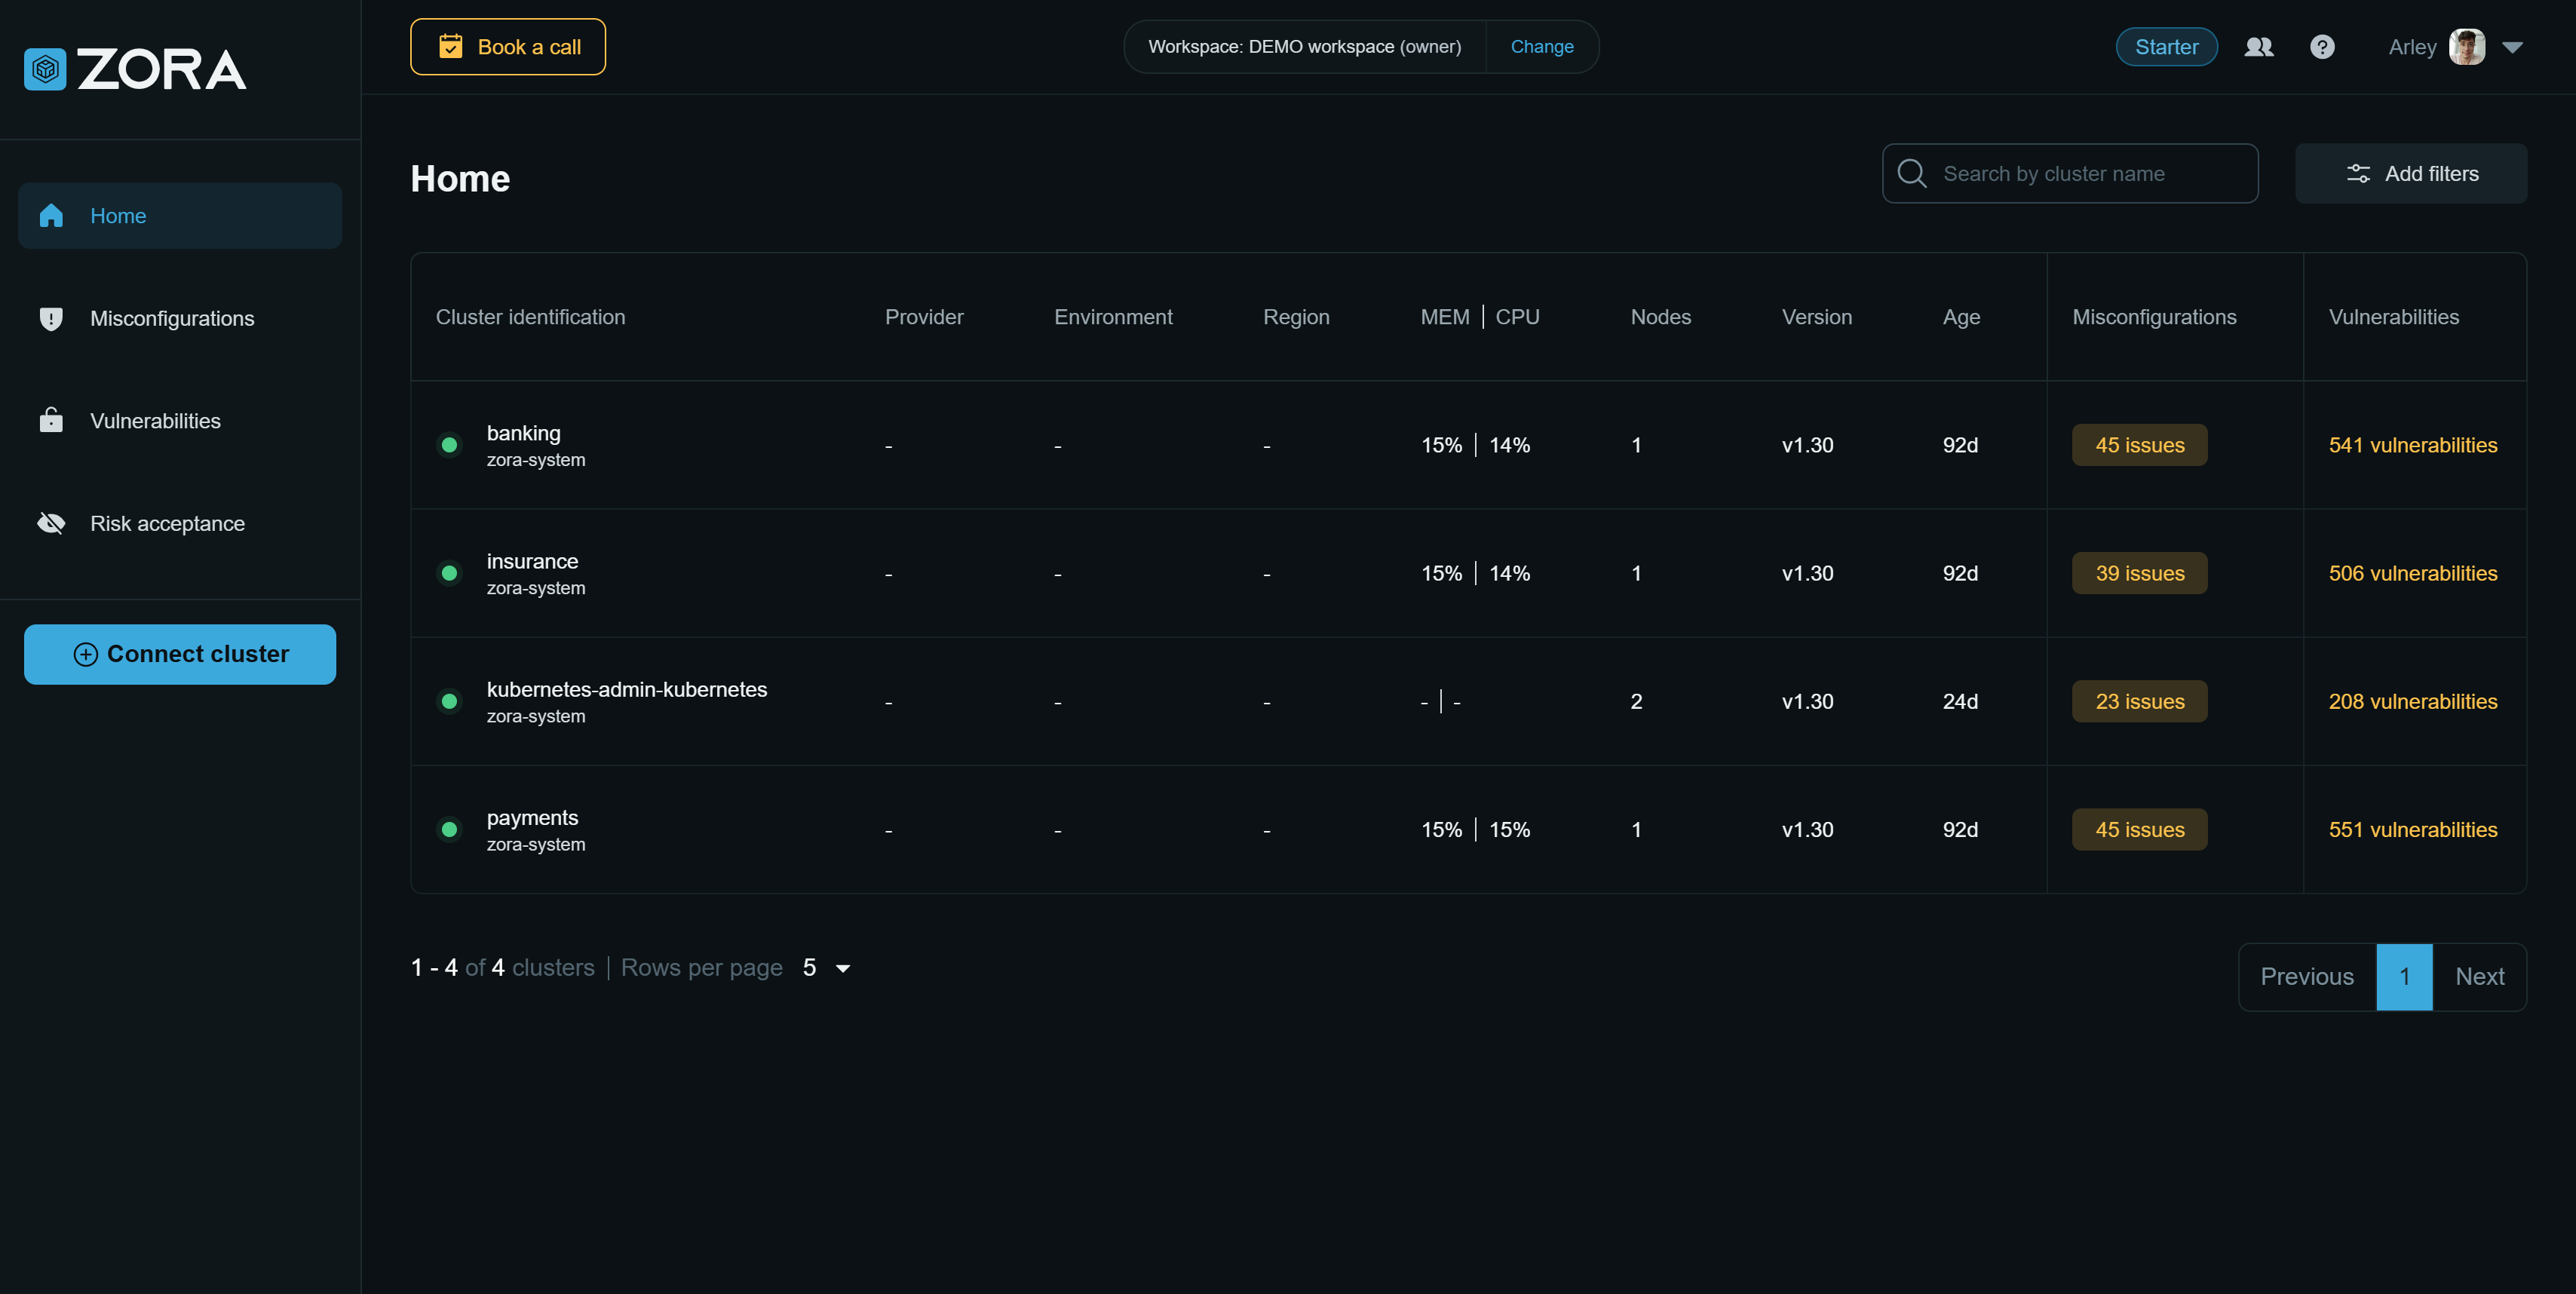 ZORA
Book a call
Workspace: DEMO workspace (owner) Change
Starter
Arley
Home
Misconfigurations
Vulnerabilities
Risk acceptance
Connect cluster
Home
Search by cluster name
Add filters
Cluster identification Provider Environment Region MEM | CPU Nodes Version Age Misconfigurations Vulnerabilities
banking
zora-system
- - - 15% | 14% 1 v1.30 92d 45 issues 541 vulnerabilities
insurance
zora-system
- - - 15% | 14% 1 v1.30 92d 39 issues 506 vulnerabilities
kubernetes-admin-kubernetes
zora-system
- - - - | - 2 v1.30 24d 23 issues 208 vulnerabilities
payments
zora-system
- - - 15% | 15% 1 v1.30 92d 45 issues 551 vulnerabilities
1 - 4 of 4 clusters | Rows per page 5
Previous 1 Next